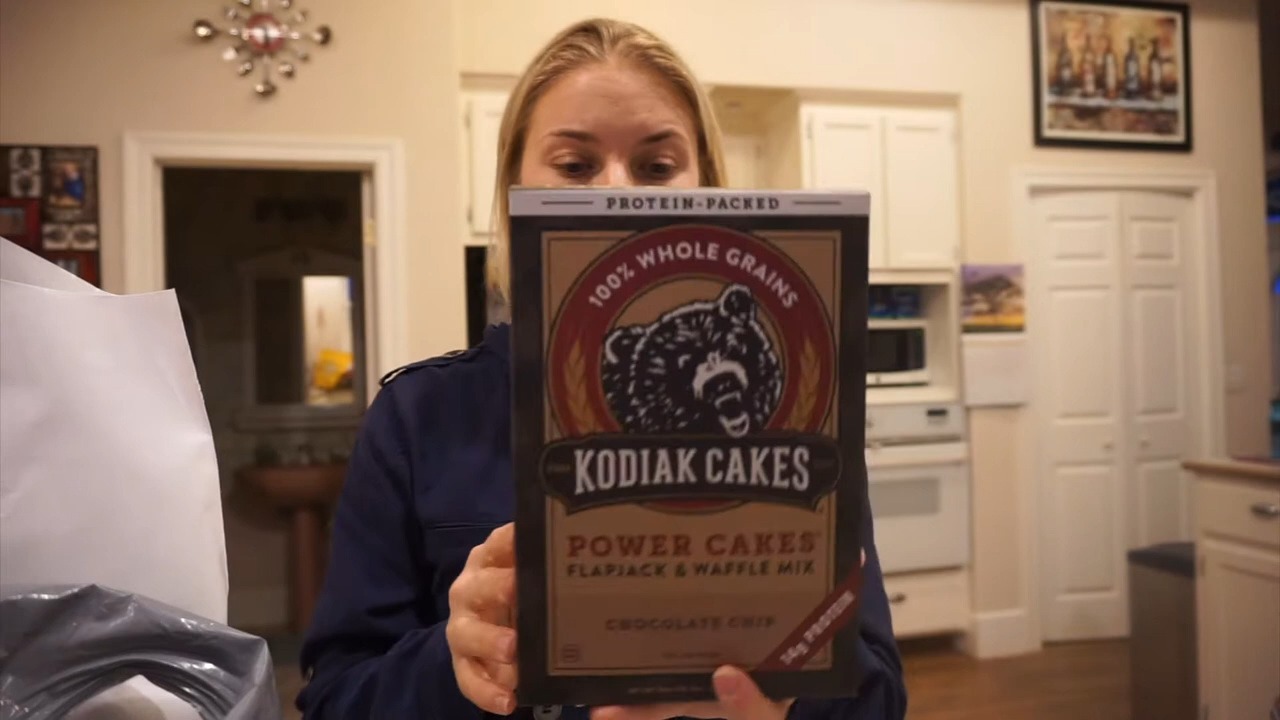 PROTEIN-PACKED
100% WHOLE GRAINS
KODIAK CAKES
POWER CAKES
FLAPJACK & WAFFLE MIX
CHOCOLATE CHIP
14g PROTEIN